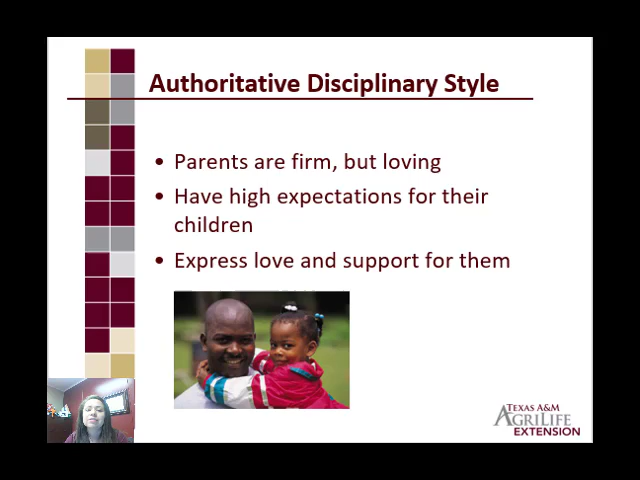 Authoritative Disciplinary Style
• Parents are firm, but loving
• Have high expectations for their
children
• Express love and support for them
TEXAS A&M
AGRILIFE
EXTENSION